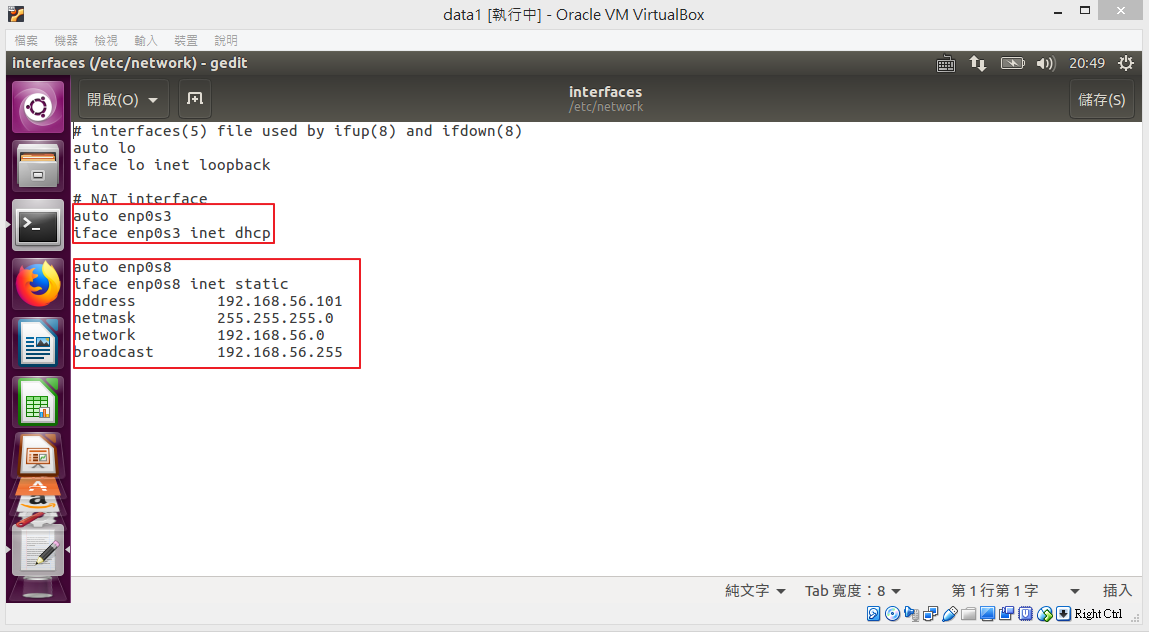 data1 [執行中] - Oracle VM VirtualBox
檔案 機器 檢視 輸入 裝置 說明
interfaces (/etc/network) - gedit 20:49
開啟(O) interfaces 儲存(S)
/etc/network
# interfaces(5) file used by ifup(8) and ifdown(8)
auto lo
iface lo inet loopback
# NAT interface
auto enp0s3
iface enp0s3 inet dhcp
auto enp0s8
iface enp0s8 inet static
address 192.168.56.101
netmask 255.255.255.0
network 192.168.56.0
broadcast 192.168.56.255
純文字 Tab 寬度：8 第 1 行第 1 字 插入
Right Ctrl